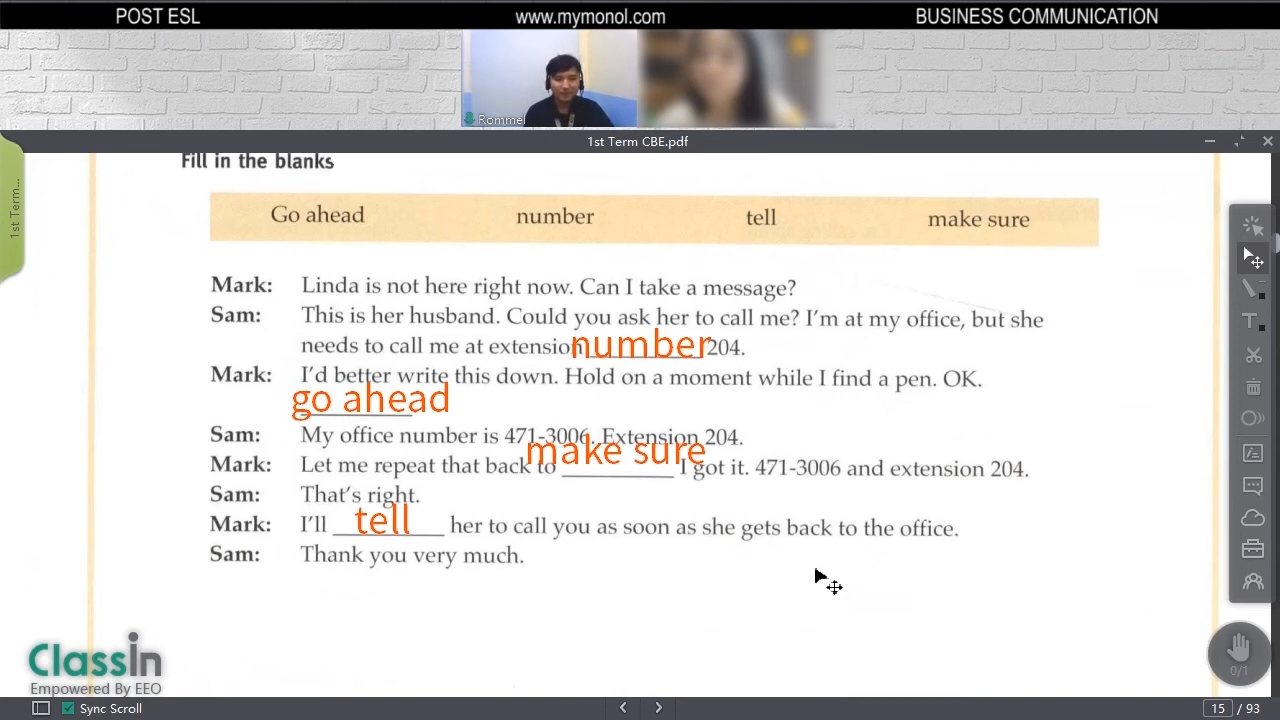 POST ESL
www.mymonol.com
BUSINESS COMMUNICATION
Rommel
1st Term CBE.pdf
1st Term...
Fill in the blanks
Go ahead number tell make sure
Mark: Linda is not here right now. Can I take a message?
Sam: This is her husband. Could you ask her to call me? I'm at my office, but she
needs to call me at extension number 204.
Mark: I'd better write this down. Hold on a moment while I find a pen. OK.
go ahead
Sam: My office number is 471-3006. Extension 204.
Mark: Let me repeat that back to make sure I got it. 471-3006 and extension 204.
Sam: That's right.
Mark: I'll tell her to call you as soon as she gets back to the office.
Sam: Thank you very much.
ClassIn
Empowered By EEO
0/1
Sync Scroll
15 / 93